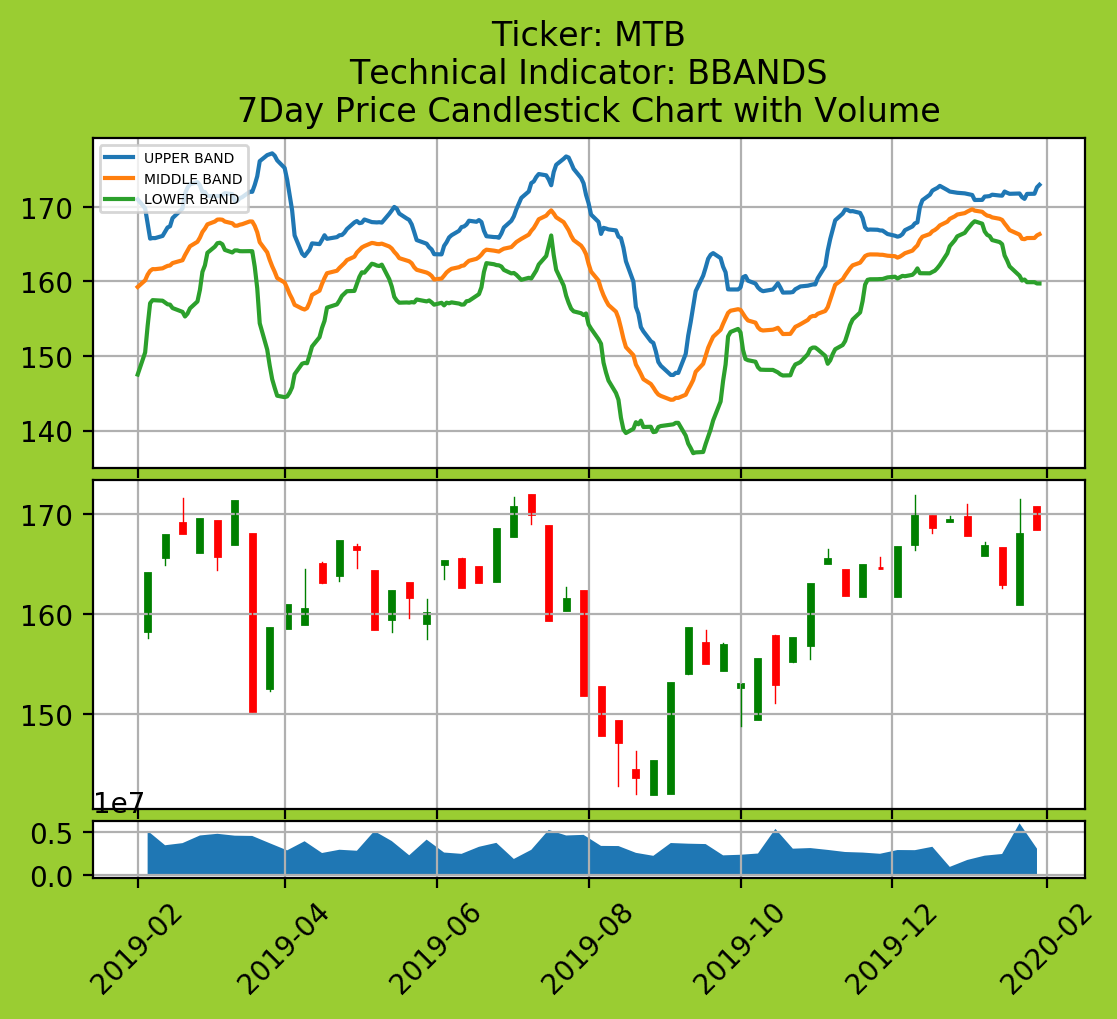 Ticker: MTB
Technical Indicator: BBANDS
7Day Price Candlestick Chart with Volume
UPPER BAND
MIDDLE BAND
LOWER BAND
170
160
150
140
170
160
150
1e7
0.5
0.0
2019-02
2019-04
2019-06
2019-08
2019-10
2019-12
2020-02